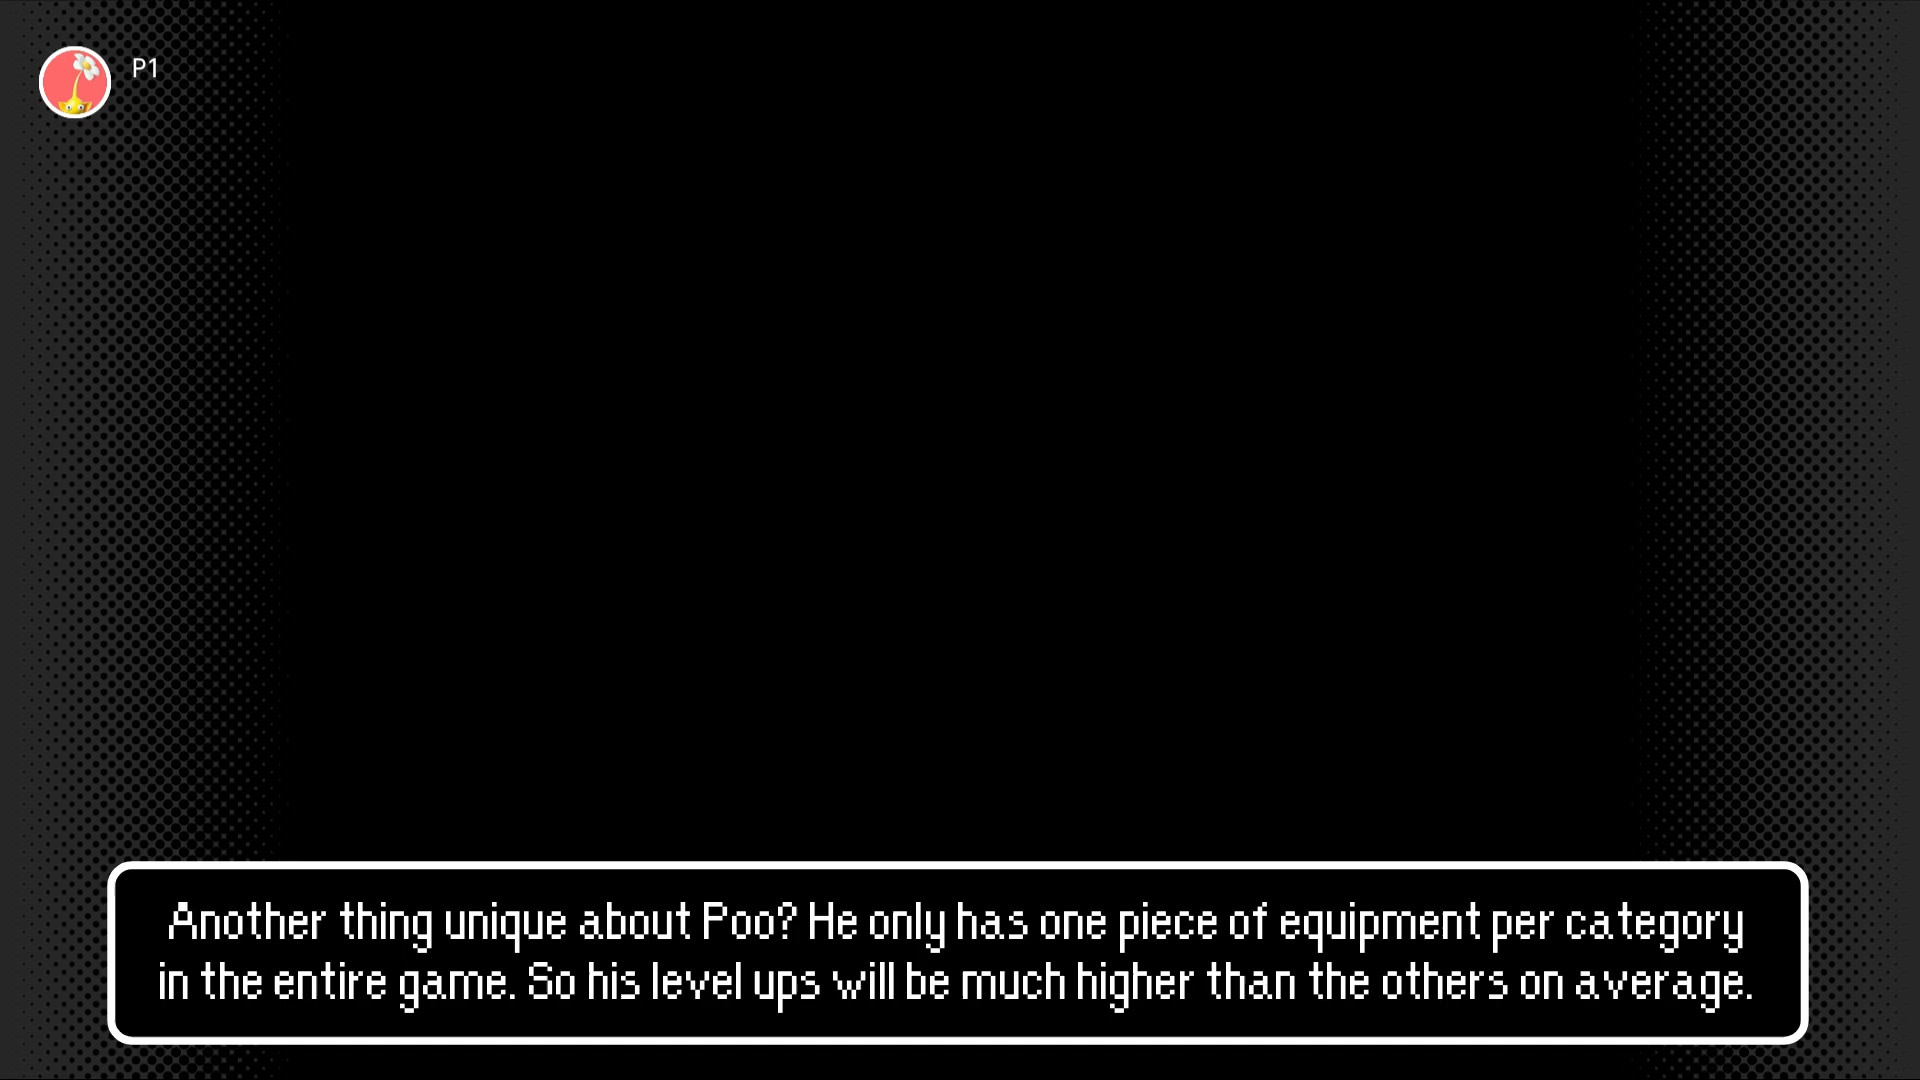 P1
Another thing unique about Poo? He only has one piece of equipment per category
in the entire game. So his level ups will be much higher than the others on average.